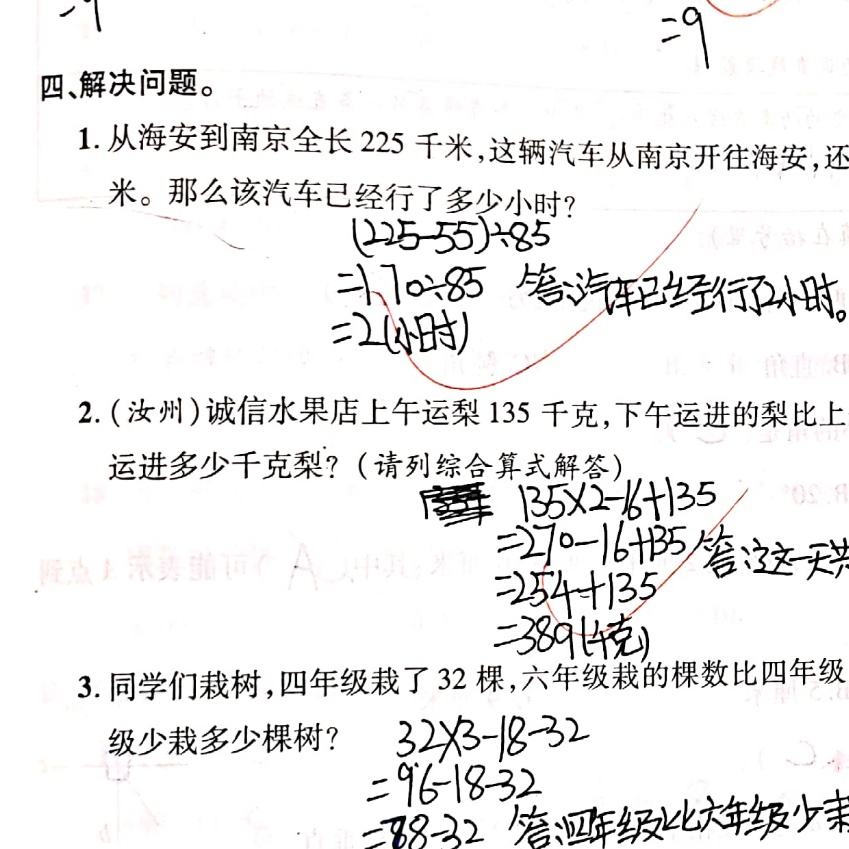 =9
=9
四、解决问题。
1. 从海安到南京全长 225 千米,这辆汽车从南京开往海安,还
米。那么该汽车已经行了多少小时?
(225-55)÷85
=170÷85 答:汽车已经行了2小时。
=2(小时)
2. (汝州)诚信水果店上午运梨 135 千克,下午运进的梨比上
运进多少千克梨? (请列综合算式解答)
135×2-16+135
=270-16+135 答:这一天共
=254+135
=389(千克)
3. 同学们栽树,四年级栽了 32 棵,六年级栽的棵数比四年级
级少栽多少棵树? 32×3-18-32
=96-18-32
=78-32 答:四年级比六年级少栽